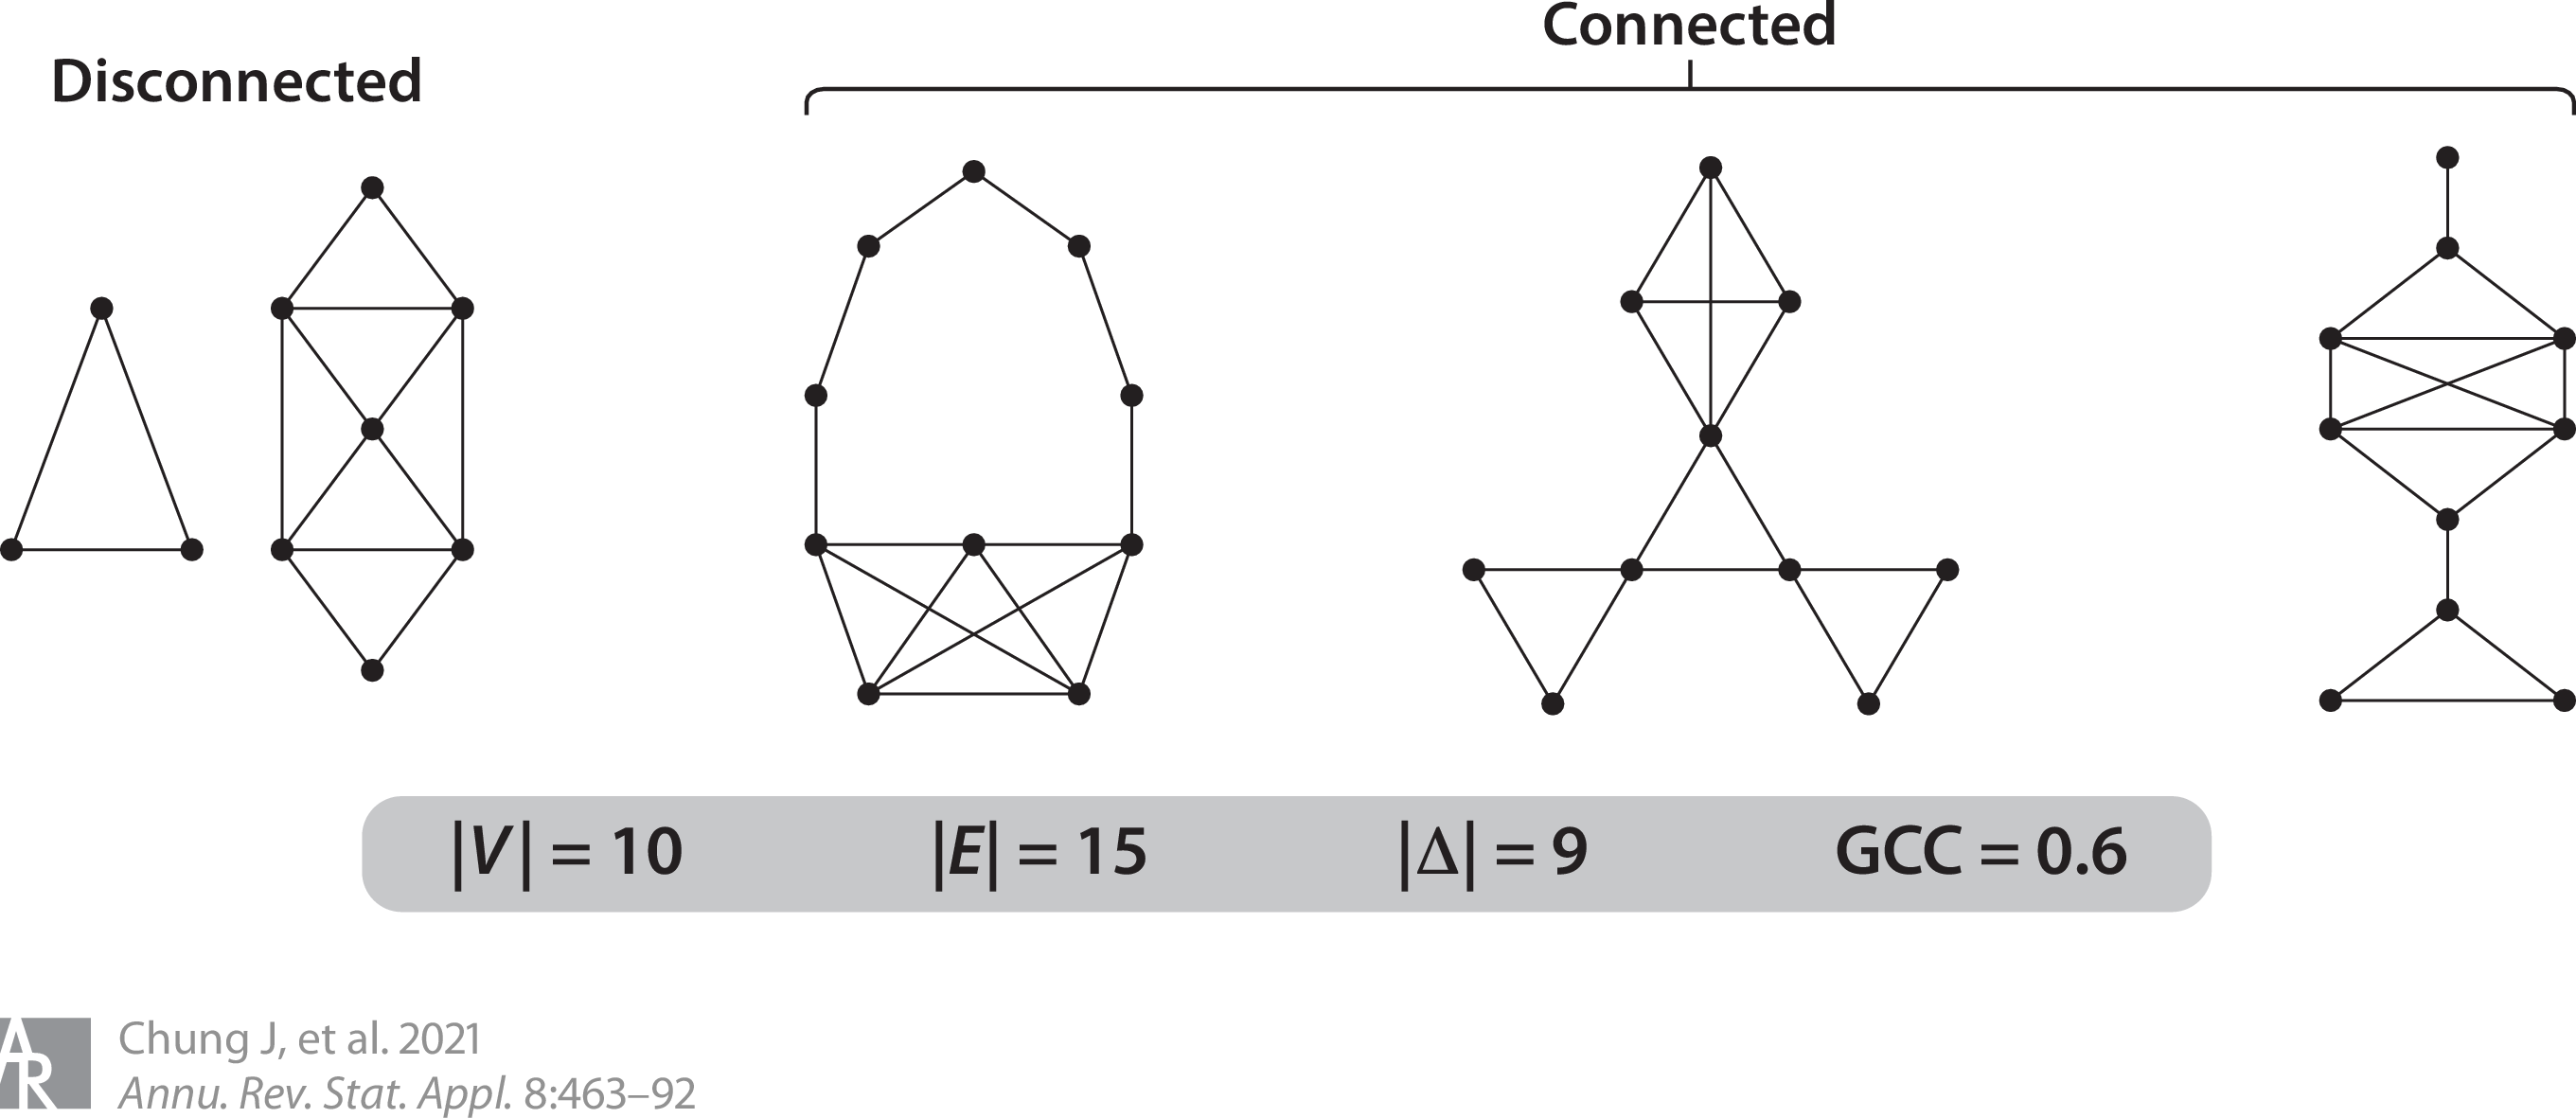 Connected
Disconnected
|V| = 10 |E| = 15 |Δ| = 9 GCC = 0.6
AR Chung J, et al. 2021
Annu. Rev. Stat. Appl. 8:463–92